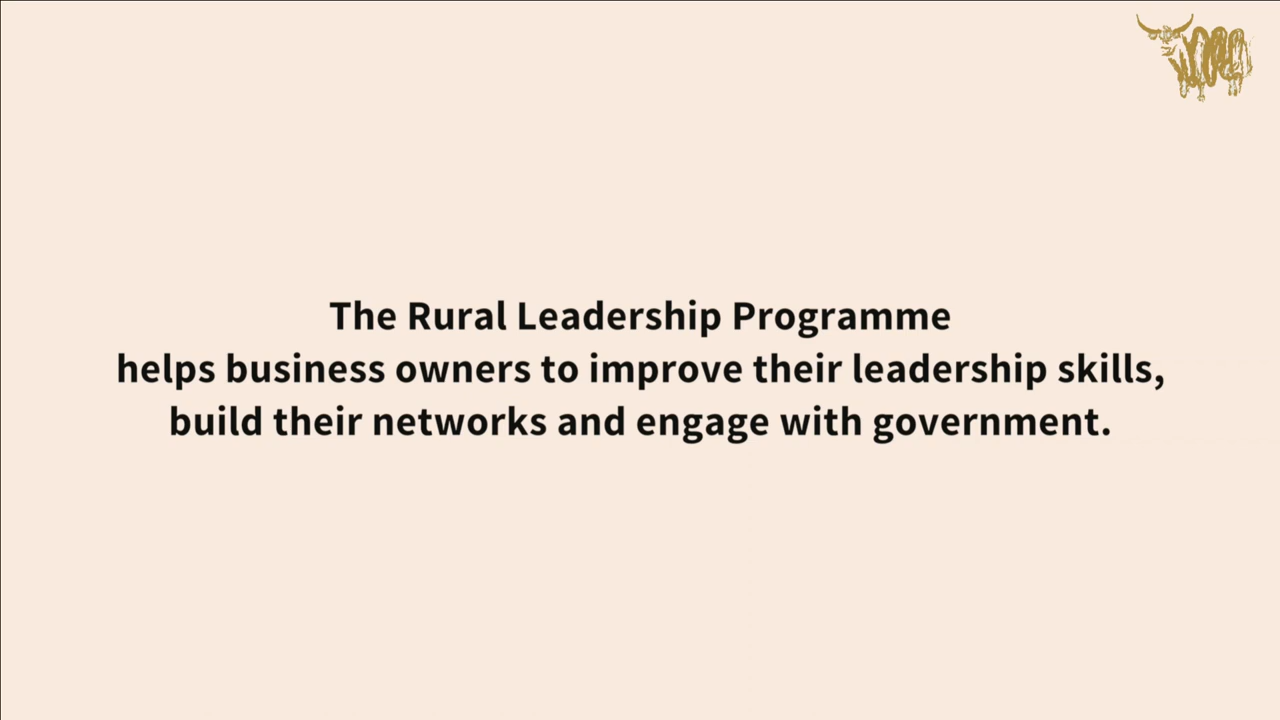 The Rural Leadership Programme
helps business owners to improve their leadership skills,
build their networks and engage with government.